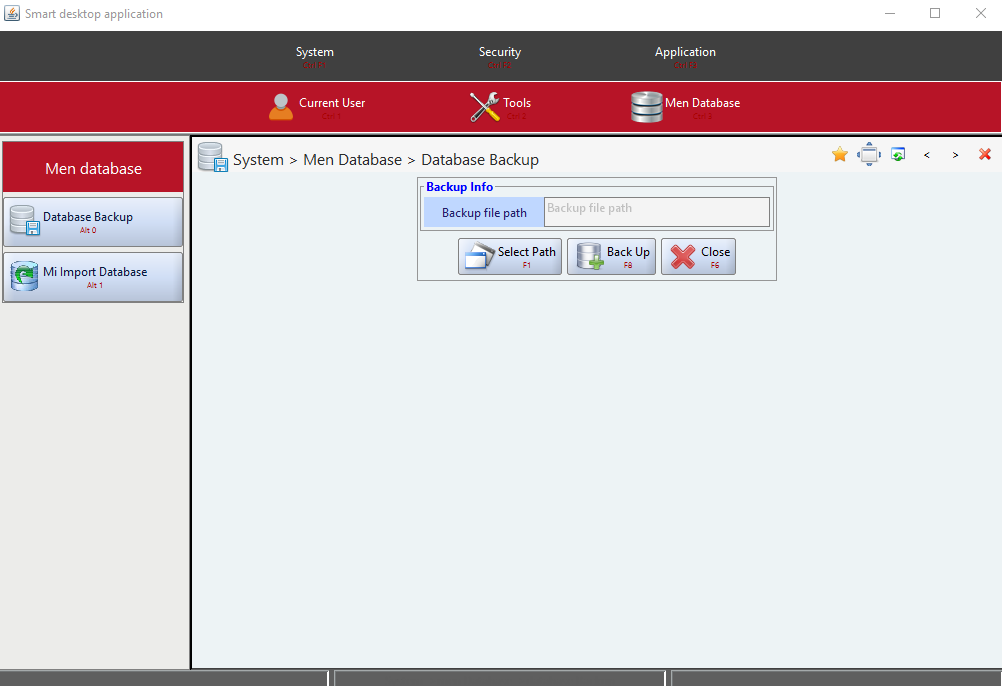 Smart desktop application
System
Ctrl F1
Security
Ctrl F2
Application
Ctrl F3
Current User
Ctrl 1
Tools
Ctrl 2
Men Database
Ctrl 3
Men database
Database Backup
Alt 0
Mi Import Database
Alt 1
System > Men Database > Database Backup
< >
Backup Info
Backup file path
Backup file path
Select Path
F1
Back Up
F8
Close
F6